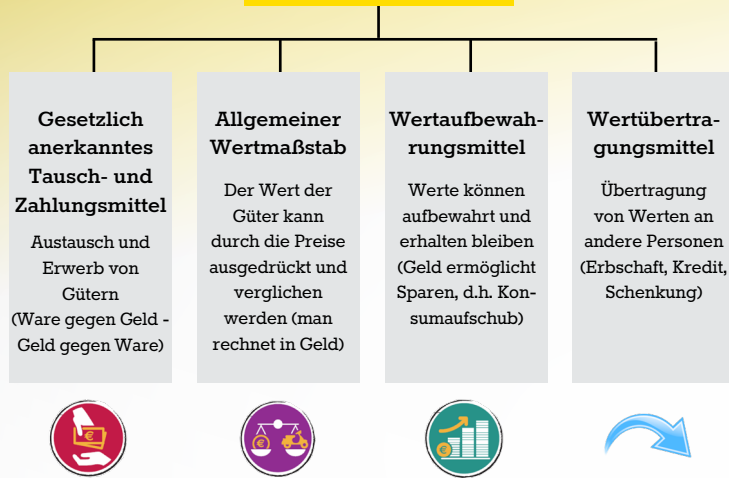 Gesetzlich
anerkanntes
Tausch- und
Zahlungsmittel
Austausch und
Erwerb von
Gütern
(Ware gegen Geld -
Geld gegen Ware)
Allgemeiner
Wertmaßstab
Der Wert der
Güter kann
durch die Preise
ausgedrückt und
verglichen
werden (man
rechnet in Geld)
Wertaufbewah-
rungsmittel
Werte können
aufbewahrt und
erhalten bleiben
(Geld ermöglicht
Sparen, d.h. Kon-
sumaufschub)
Wertübertra-
gungsmittel
Übertragung
von Werten an
andere Personen
(Erbschaft, Kredit,
Schenkung)
€
€
€